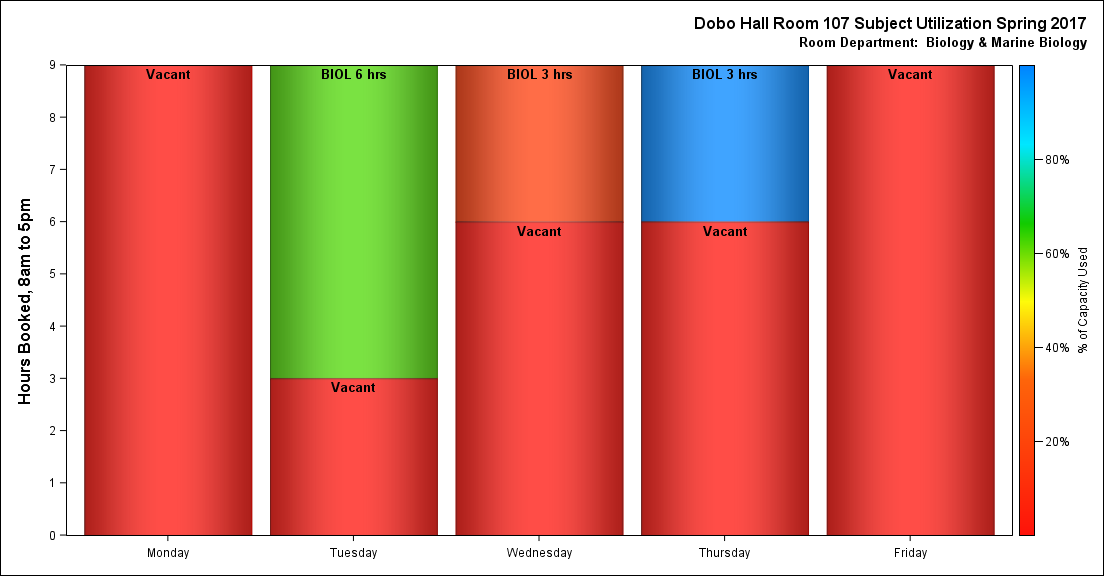 Dobo Hall Room 107 Subject Utilization Spring 2017
Room Department:  Biology & Marine Biology
Hours Booked, 8am to 5pm
9
8
7
6
5
4
3
2
1
0
Vacant
BIOL 6 hrs
Vacant
BIOL 3 hrs
Vacant
BIOL 3 hrs
Vacant
Vacant
Monday
Tuesday
Wednesday
Thursday
Friday
80%
60%
40%
20%
% of Capacity Used